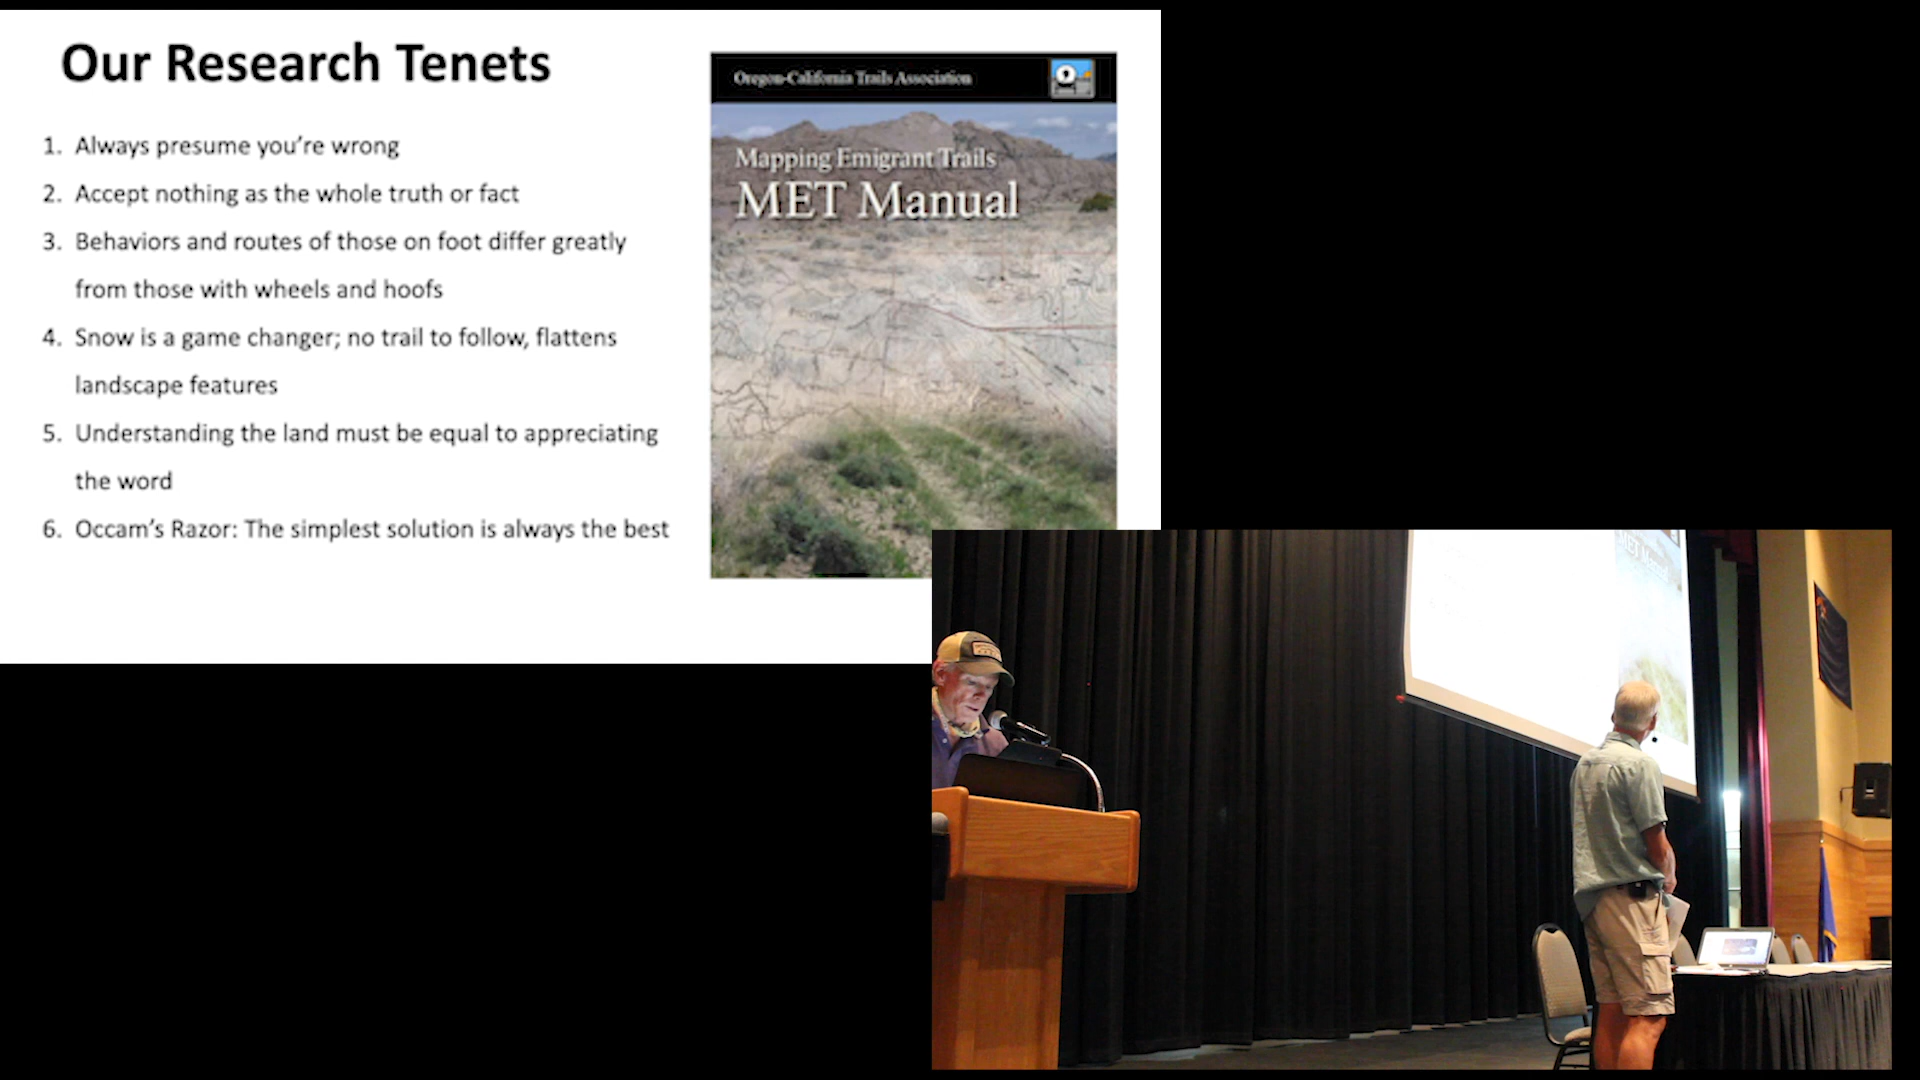 Our Research Tenets
1. Always presume you're wrong
2. Accept nothing as the whole truth or fact
3. Behaviors and routes of those on foot differ greatly
from those with wheels and hoofs
4. Snow is a game changer; no trail to follow, flattens
landscape features
5. Understanding the land must be equal to appreciating
the word
6. Occam's Razor: The simplest solution is always the best
Oregon-California Trails Association
Mapping Emigrant Trails
MET Manual
MET Manual